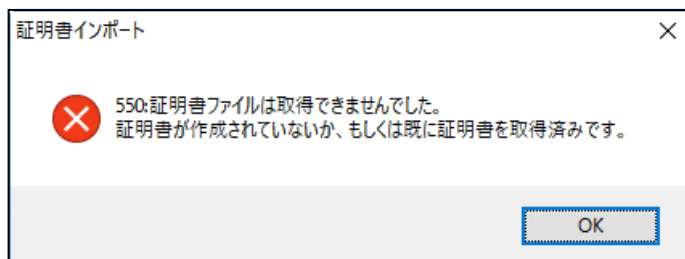 証明書インポート
550:証明書ファイルは取得できませんでした。
証明書が作成されていないか、もしくは既に証明書を取得済みです。
OK